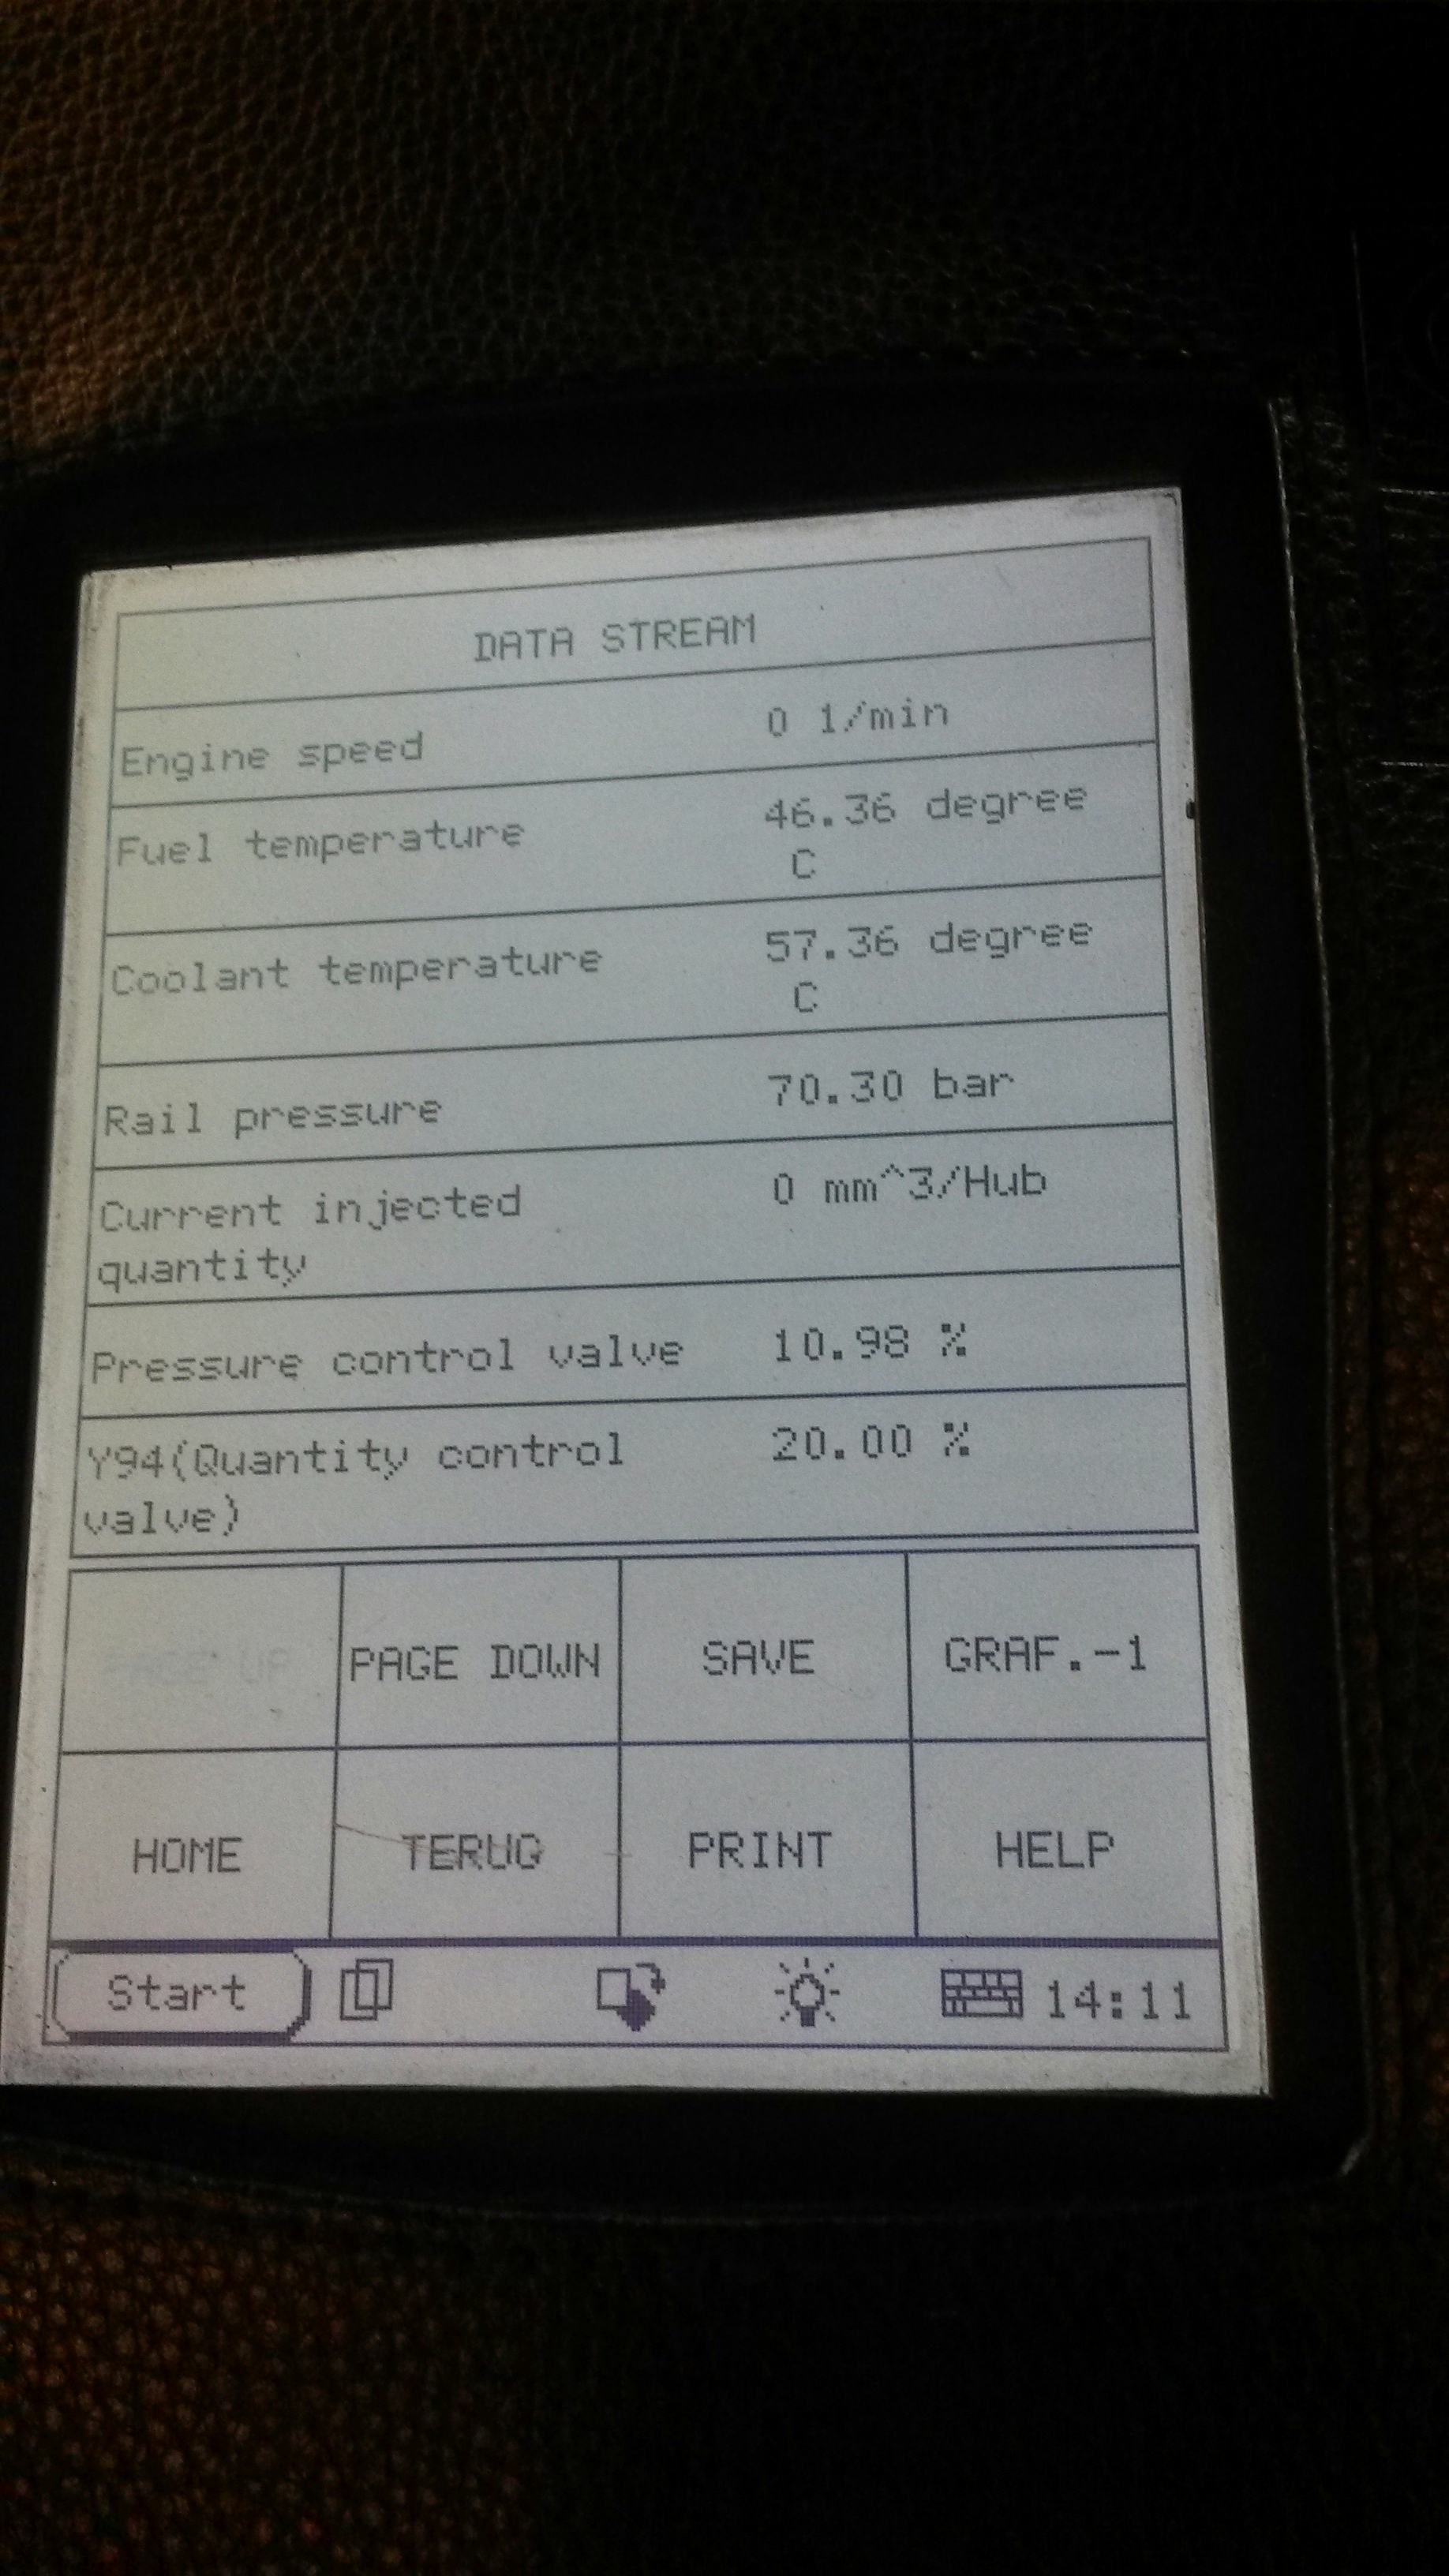 DATA STREAM
Engine speed 0 1/min
Fuel temperature 46.36 degree
C
Coolant temperature 57.36 degree
C
Rail pressure 70.30 bar
Current injected 0 mm^3/Hub
quantity
Pressure control valve 10.98 %
Y94(Quantity control 20.00 %
valve)
PAGE DOWN SAVE GRAF.-1
HOME TERUG PRINT HELP
Start 14:11